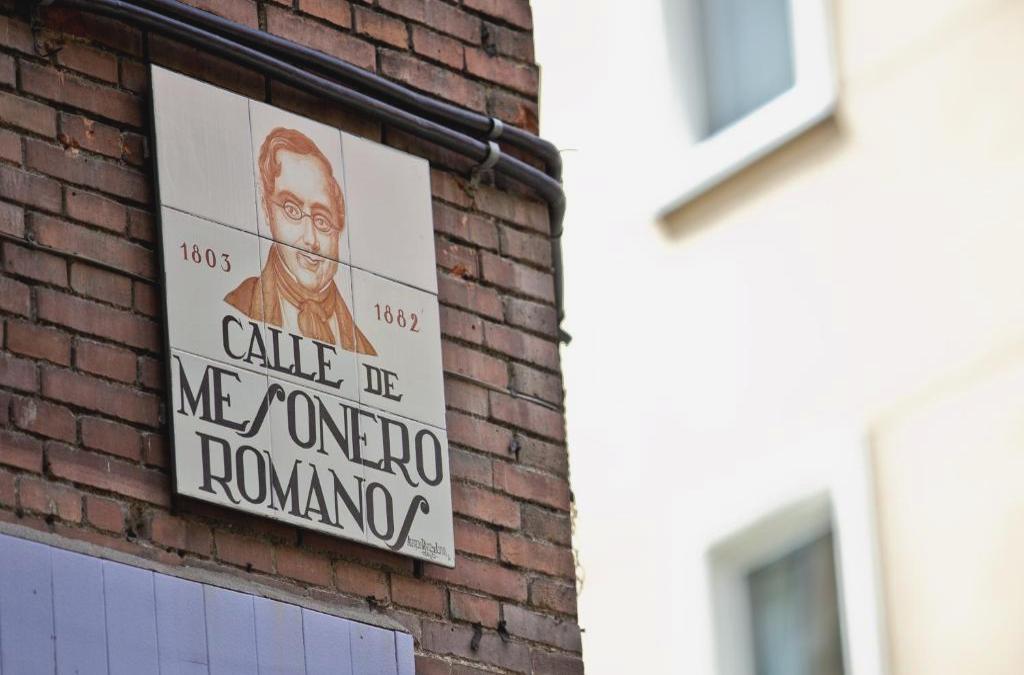 1803
1882
CALLE DE
MESONERO
ROMANOS